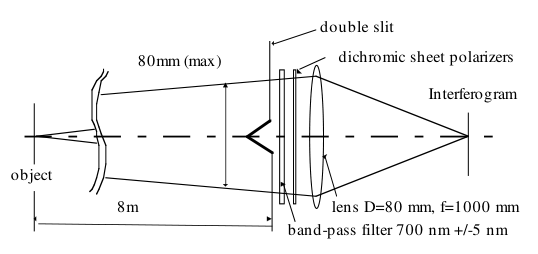 double slit
80mm (max)
dichromic sheet polarizers
Interferogram
object
8m
lens D=80 mm, f=1000 mm
band-pass filter 700 nm +/-5 nm